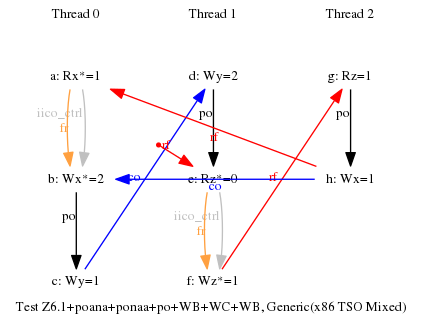 Thread 0 Thread 1 Thread 2
a: Rx*=1 d: Wy=2 g: Rz=1
iico_ctrl po po
fr rf
rf
b: Wx*=2 co e: Rz*=0 rf h: Wx=1
co
po iico_ctrl
fr
c: Wy=1 f: Wz*=1
Test Z6.1+poana+ponaa+po+WB+WC+WB, Generic(x86 TSO Mixed)